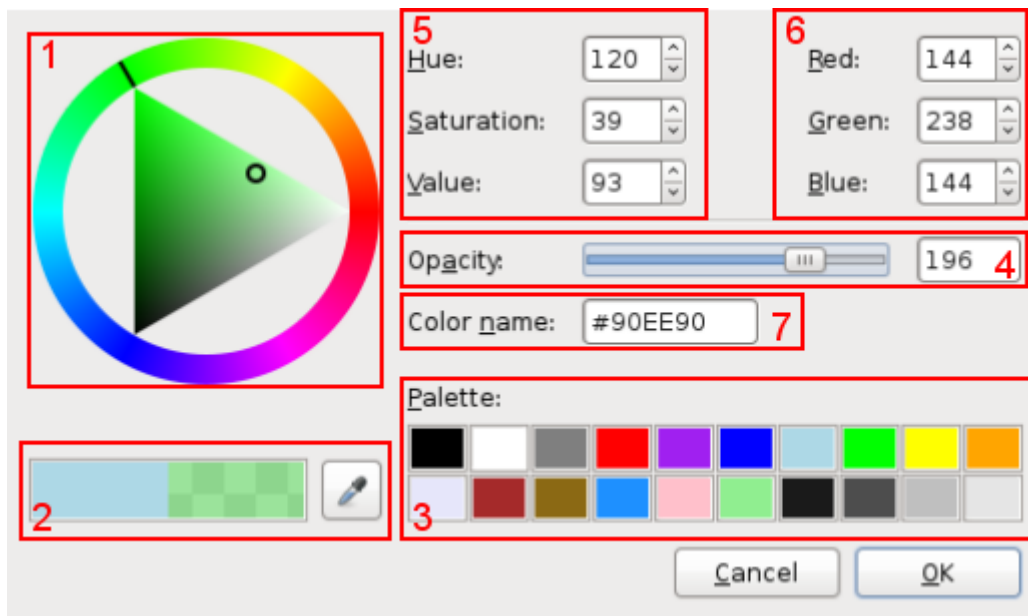 1
5
Hue: 120
Saturation: 39
Value: 93
6
Red: 144
Green: 238
Blue: 144
Opacity: 196 4
Color name: #90EE90 7
Palette:
2
3
Cancel OK